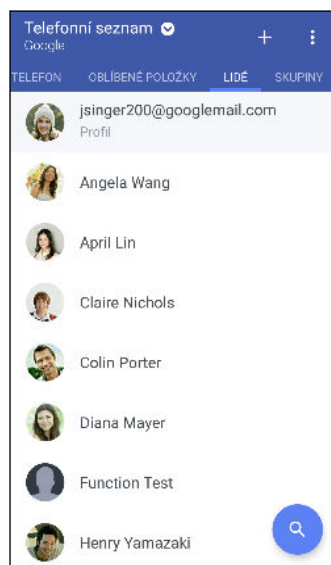 Telefonní seznam
Google
TELEFON OBLÍBENÉ POLOŽKY LIDÉ SKUPINY
jsinger200@googlemail.com
Profil
Angela Wang
April Lin
Claire Nichols
Colin Porter
Diana Mayer
Function Test
Henry Yamazaki